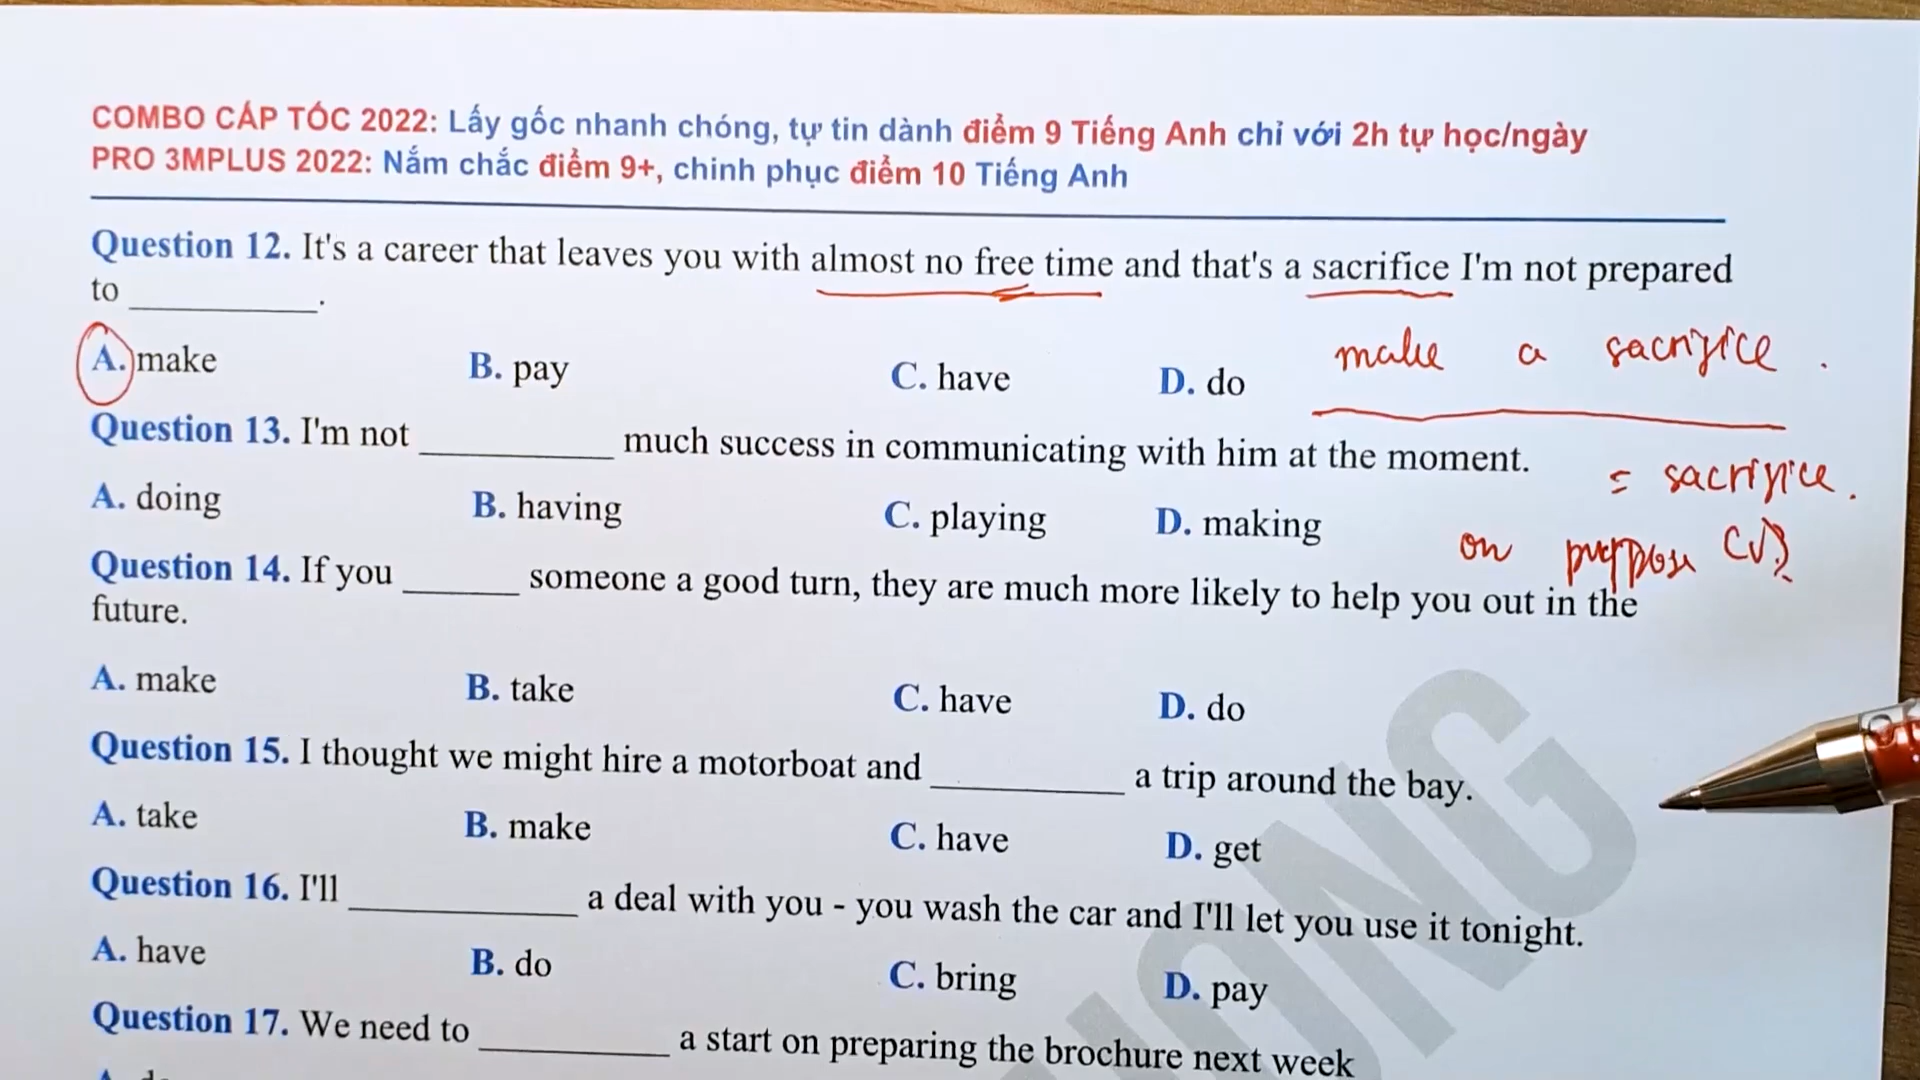 COMBO CẤP TỐC 2022: Lấy gốc nhanh chóng, tự tin dành điểm 9 Tiếng Anh chỉ với 2h tự học/ngày
PRO 3MPLUS 2022: Nắm chắc điểm 9+, chinh phục điểm 10 Tiếng Anh
Question 12. It's a career that leaves you with almost no free time and that's a sacrifice I'm not prepared
to __________.
A. make B. pay C. have D. do
make a sacrifice.
Question 13. I'm not __________ much success in communicating with him at the moment.
= sacrifice.
A. doing B. having C. playing D. making
on purpose
Question 14. If you ______ someone a good turn, they are much more likely to help you out in the
future.
A. make B. take C. have D. do
Question 15. I thought we might hire a motorboat and __________ a trip around the bay.
A. take B. make C. have D. get
Question 16. I'll ____________ a deal with you - you wash the car and I'll let you use it tonight.
A. have B. do C. bring D. pay
Question 17. We need to __________ a start on preparing the brochure next week